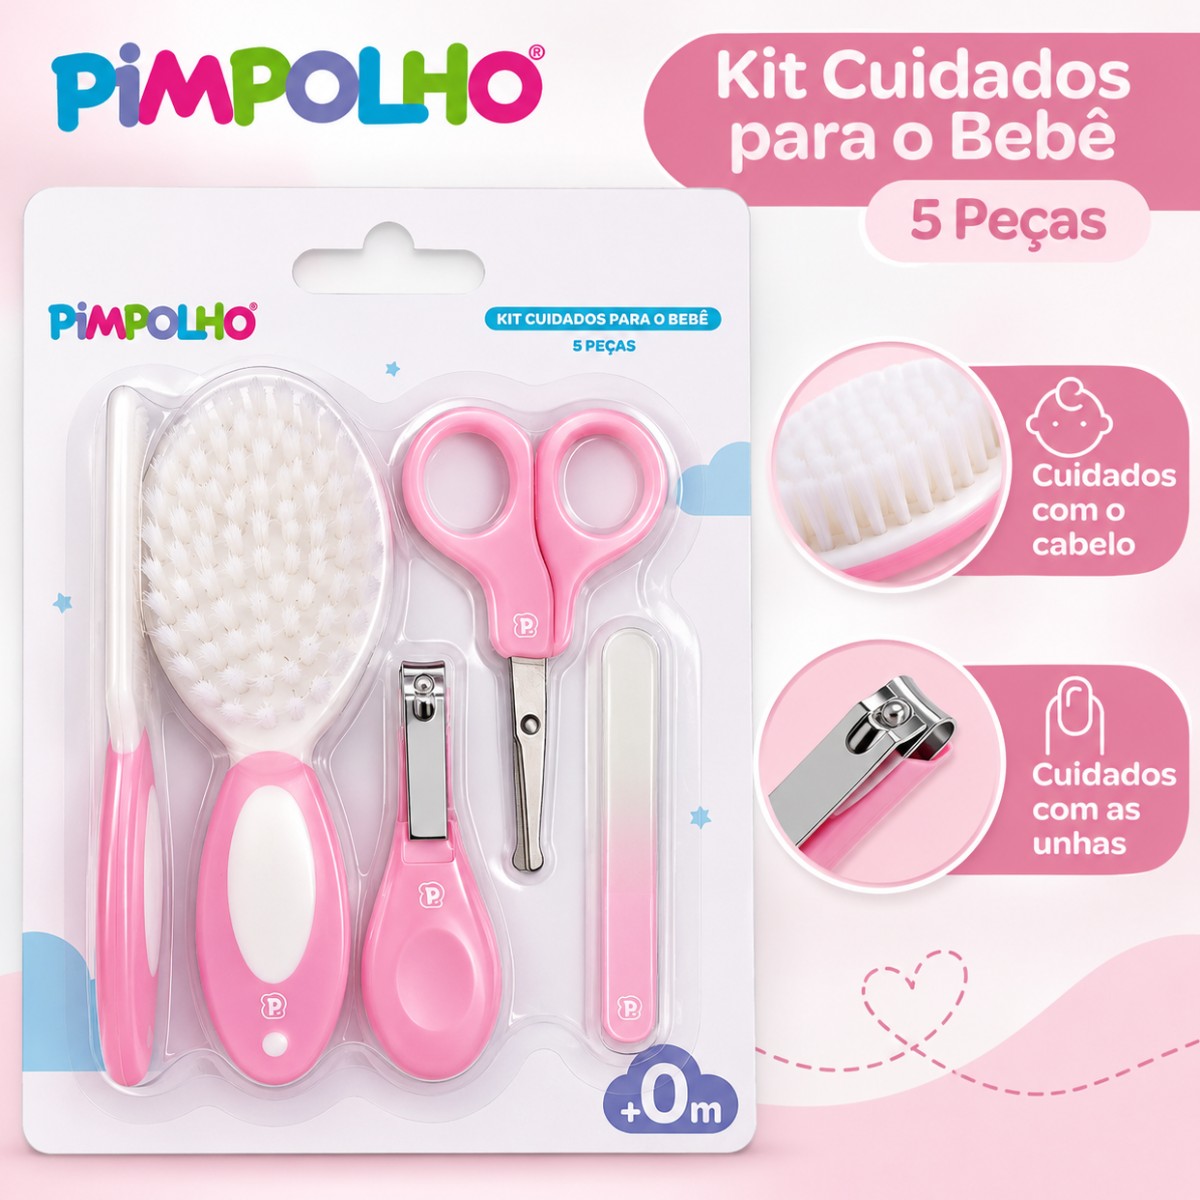 PiMPOLHO®
Kit Cuidados
para o Bebê
5 Peças
PiMPOLHO®
KIT CUIDADOS PARA O BEBÊ
5 PEÇAS
Cuidados
com o
cabelo
Cuidados
com as
unhas
P.
P.
P.
P.
+0m